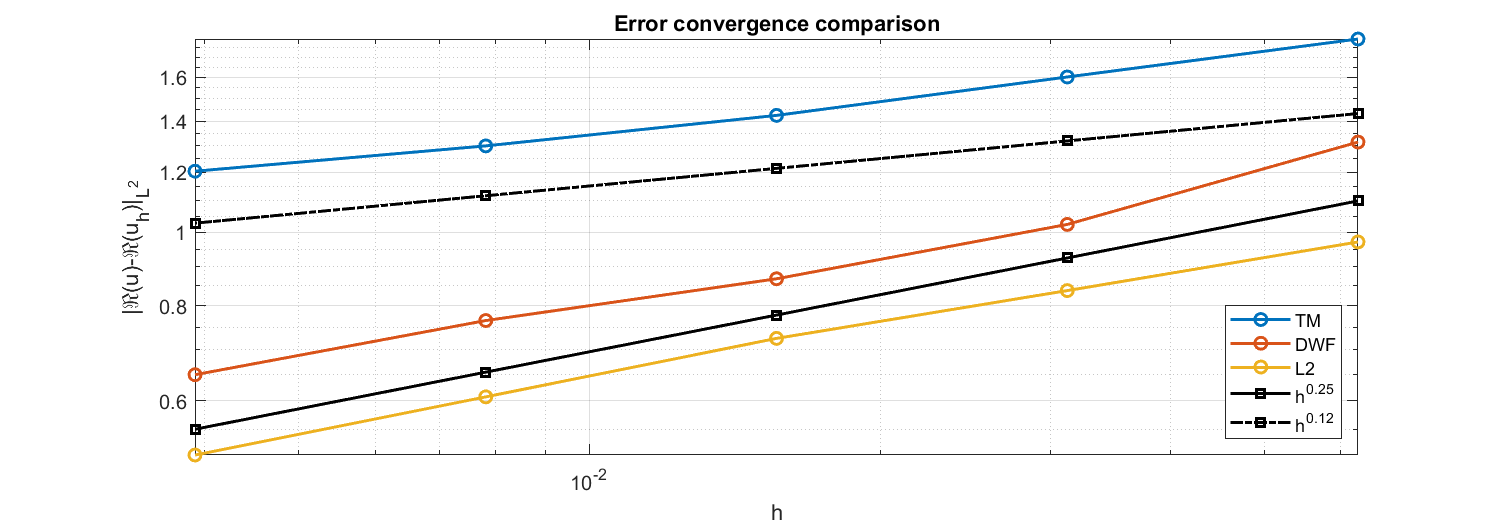 Error convergence comparison
1.6
1.4
1.2
1
0.8
0.6
|ℜ(u)-ℜ(u_h)|_L^2
10^-2
h
TM
DWF
L2
h^0.25
h^0.12